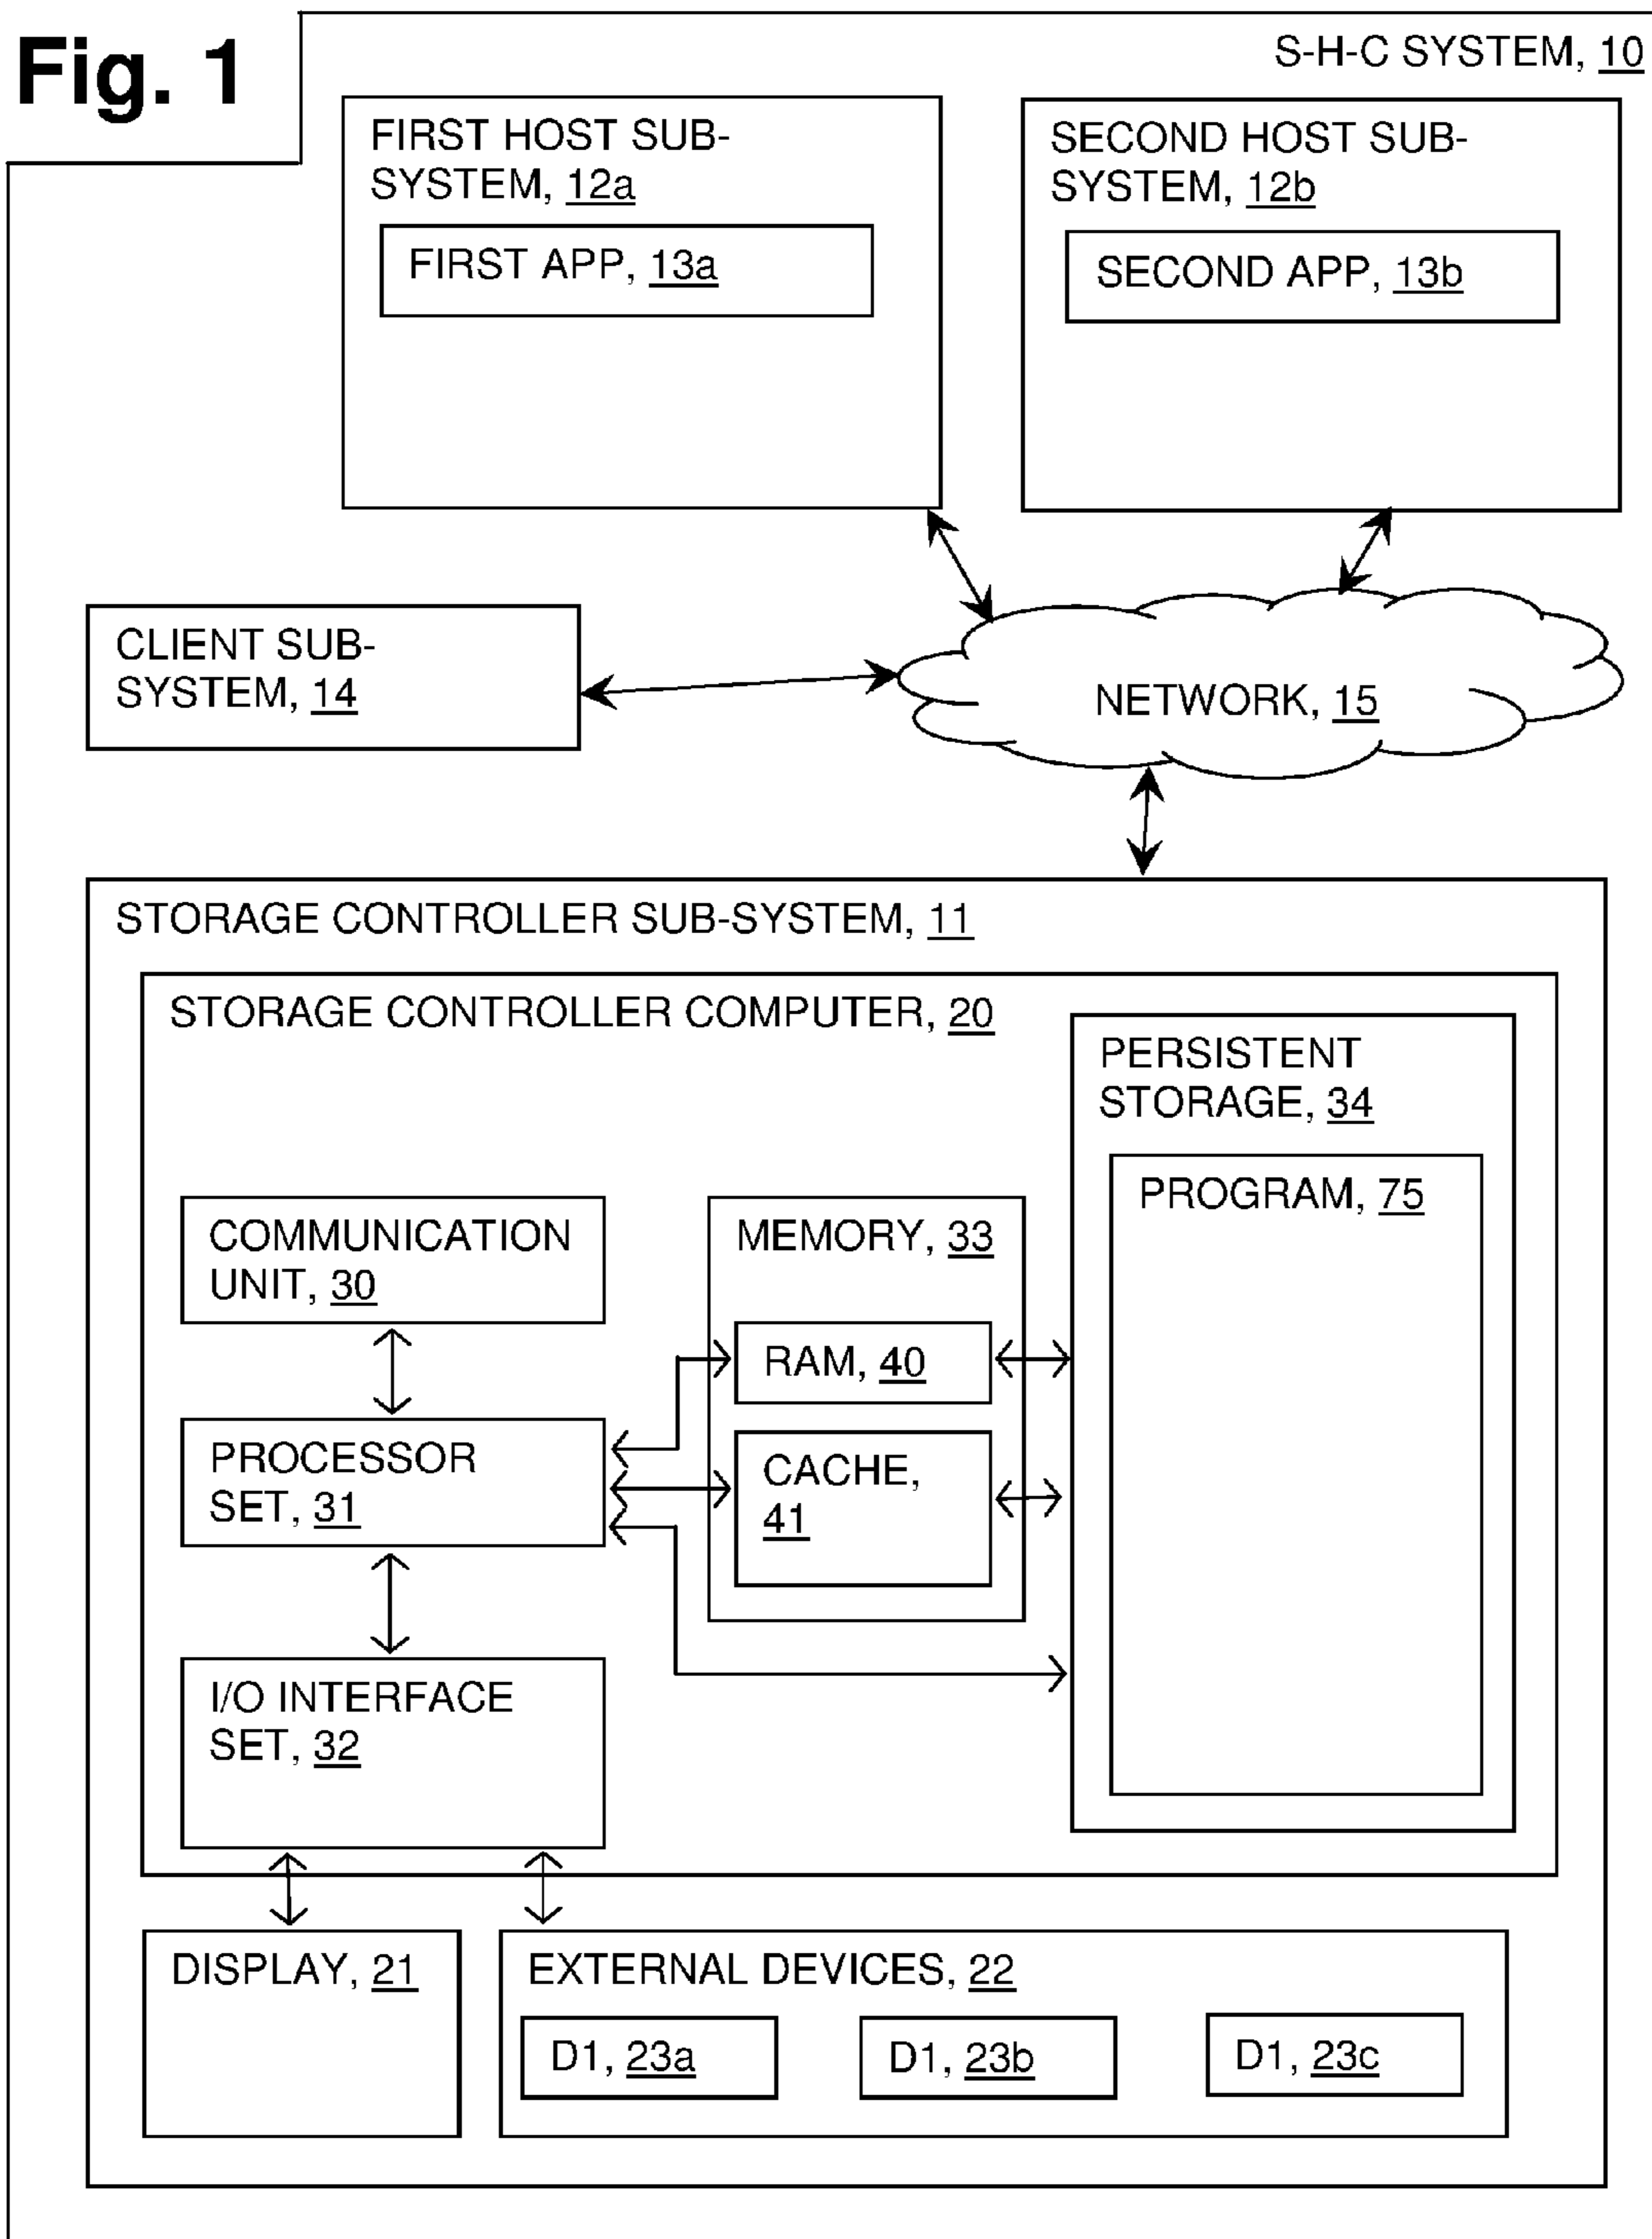 Fig. 1
S-H-C SYSTEM, 10
FIRST HOST SUB-
SYSTEM, 12a
FIRST APP, 13a
SECOND HOST SUB-
SYSTEM, 12b
SECOND APP, 13b
CLIENT SUB-
SYSTEM, 14
NETWORK, 15
STORAGE CONTROLLER SUB-SYSTEM, 11
STORAGE CONTROLLER COMPUTER, 20
PERSISTENT
STORAGE, 34
PROGRAM, 75
COMMUNICATION
UNIT, 30
MEMORY, 33
RAM, 40
PROCESSOR
SET, 31
CACHE,
41
I/O INTERFACE
SET, 32
DISPLAY, 21
EXTERNAL DEVICES, 22
D1, 23a
D1, 23b
D1, 23c